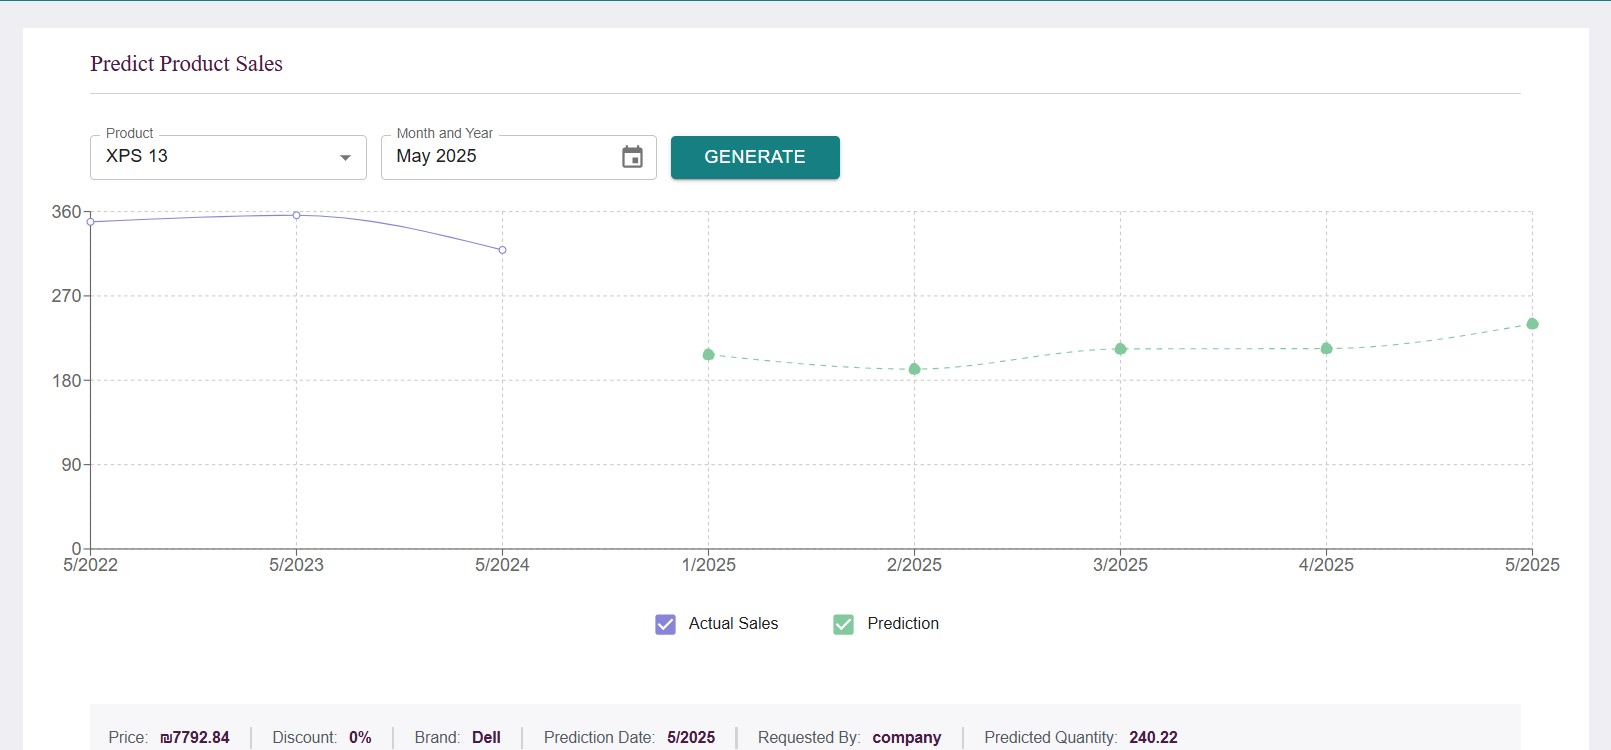 Predict Product Sales
Product
XPS 13
Month and Year
May 2025
GENERATE
360
270
180
90
0
5/2022 5/2023 5/2024 1/2025 2/2025 3/2025 4/2025 5/2025
Actual Sales Prediction
Price: ₪7792.84 Discount: 0% Brand: Dell Prediction Date: 5/2025 Requested By: company Predicted Quantity: 240.22